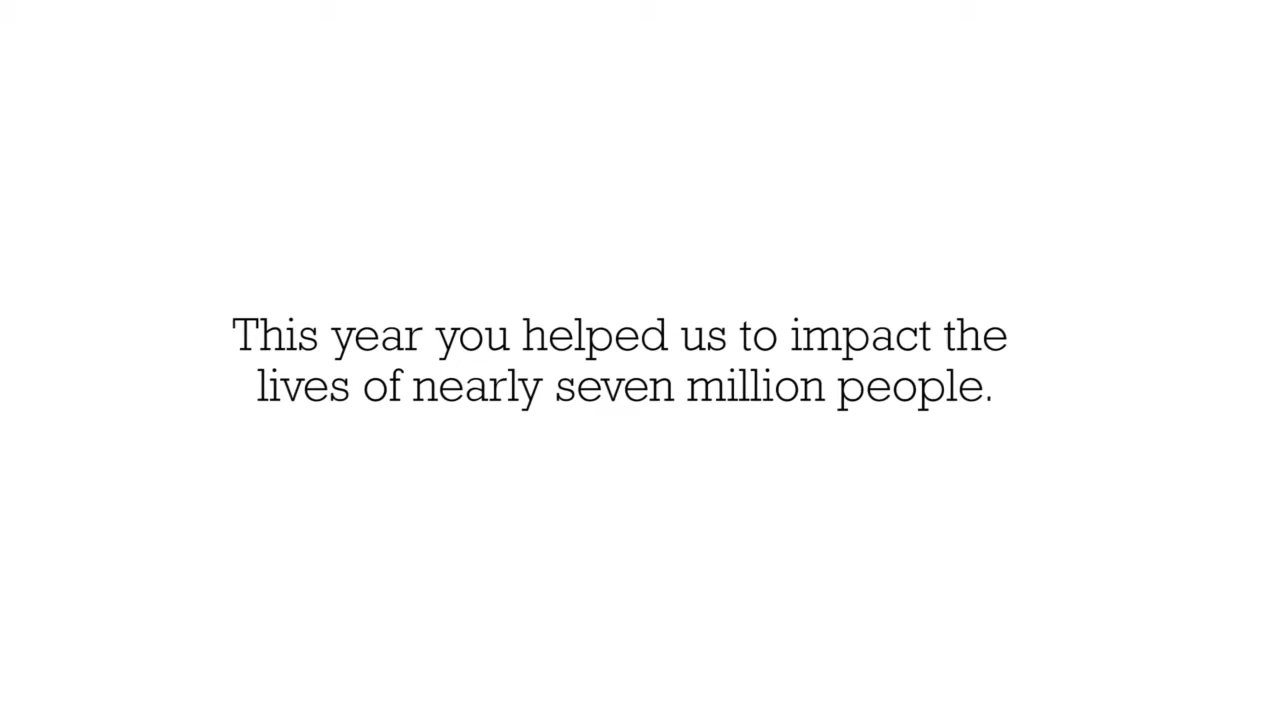 This year you helped us to impact the
lives of nearly seven million people.